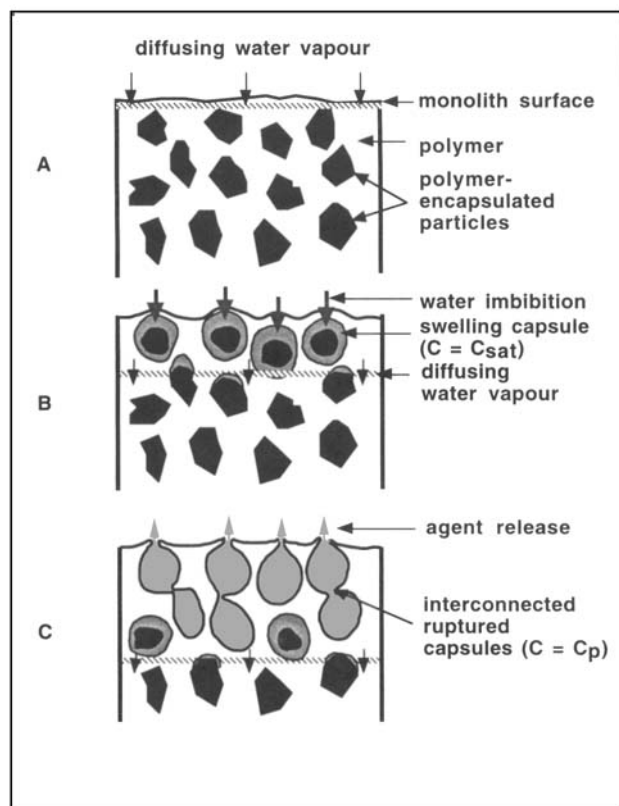 diffusing water vapour
monolith surface
A
polymer
polymer-
encapsulated
particles
water imbibition
swelling capsule
(C = Csat)
diffusing
water vapour
B
agent release
interconnected
ruptured
capsules (C = Cp)
C